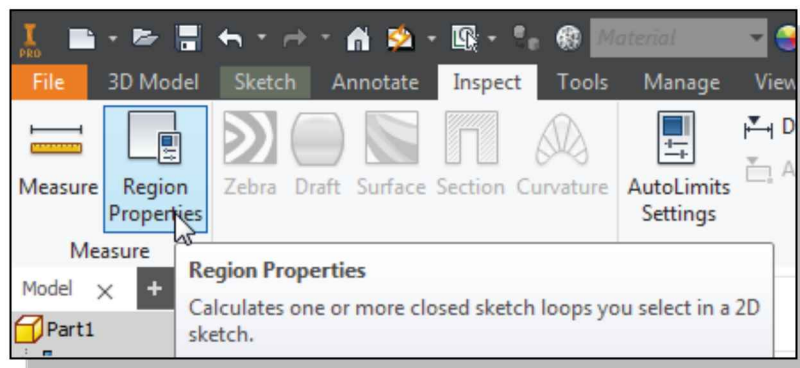 I
PRO
Material
File 3D Model Sketch Annotate Inspect Tools Manage View
Measure Region Properties Zebra Draft Surface Section Curvature AutoLimits Settings D
A
Measure
Model × +
Region Properties
Calculates one or more closed sketch loops you select in a 2D
sketch.
Part1